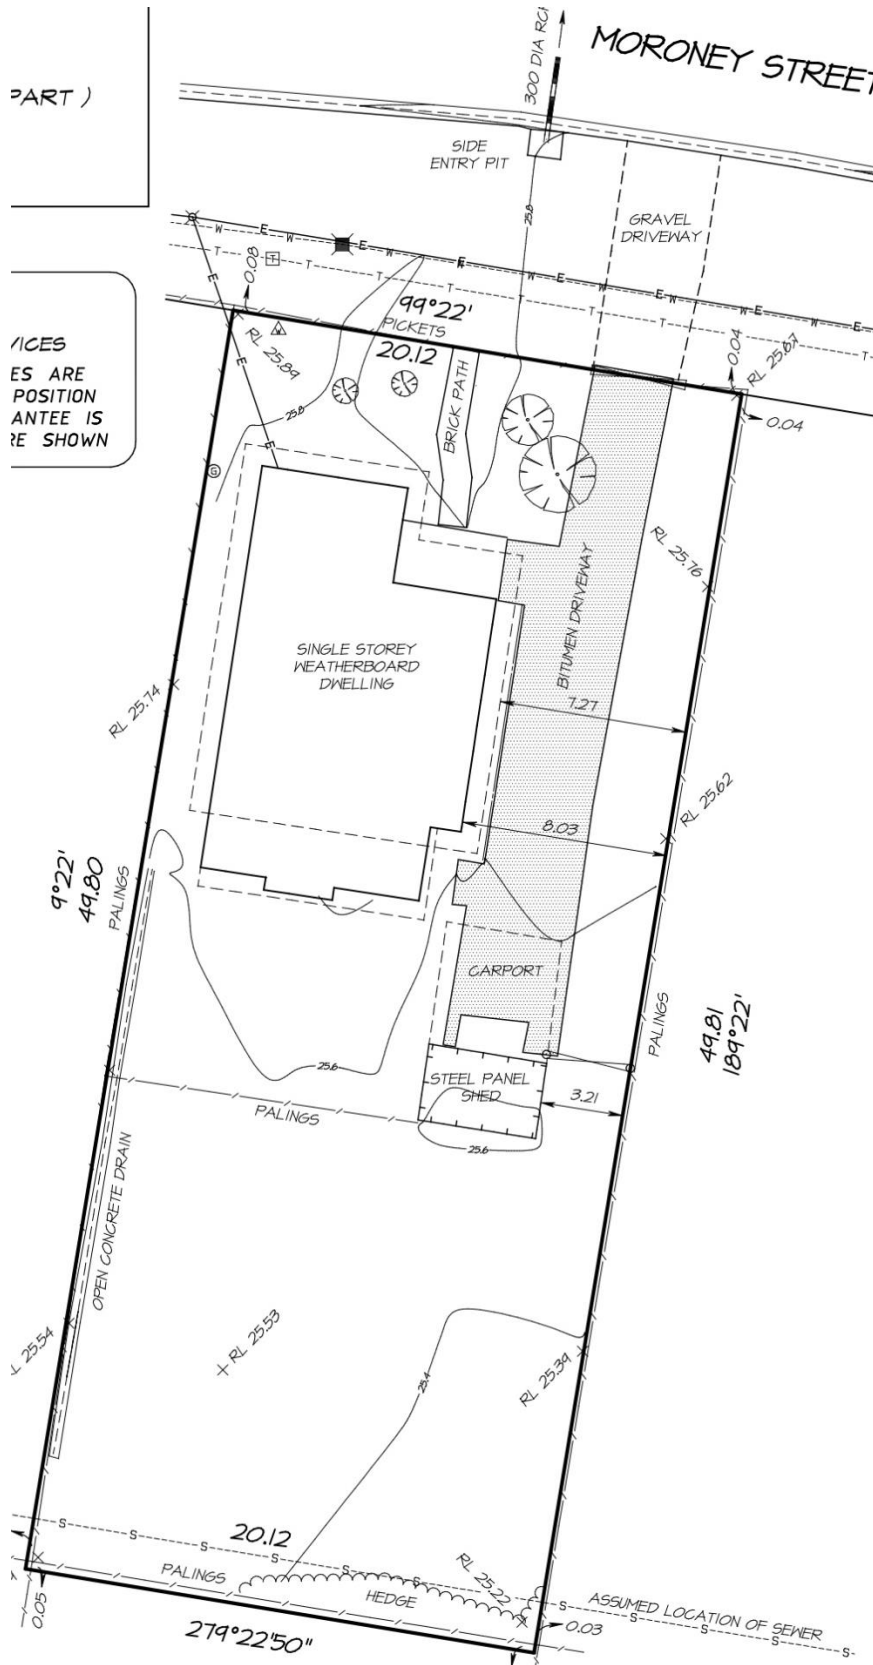 300 DIA RCP
MORONEY STREET
PART )
SIDE
ENTRY PIT
25.8
GRAVEL
DRIVEWAY
W E W E W E W E W E W E
T T T T T T T
E
E
E
0.08
VICES
ES ARE
POSITION
ANTEE IS
RE SHOWN
99°22'
PICKETS
20.12
RL 25.89
0.04
RL 25.67
0.04
25.8
BRICK PATH
G
RL 25.76
BITUMEN DRIVEWAY
SINGLE STOREY
WEATHERBOARD
DWELLING
RL 25.74
7.27
RL 25.62
8.03
9°22'
49.80
PALINGS
CARPORT
PALINGS
49.81
189°22'
25.6
STEEL PANEL
SHED
3.21
PALINGS
25.6
OPEN CONCRETE DRAIN
RL 25.54
RL 25.53
RL 25.39
25.4
20.12
S S S S S S S S S S
PALINGS
HEDGE
RL 25.22
ASSUMED LOCATION OF SEWER
0.05
0.03
279°22'50"